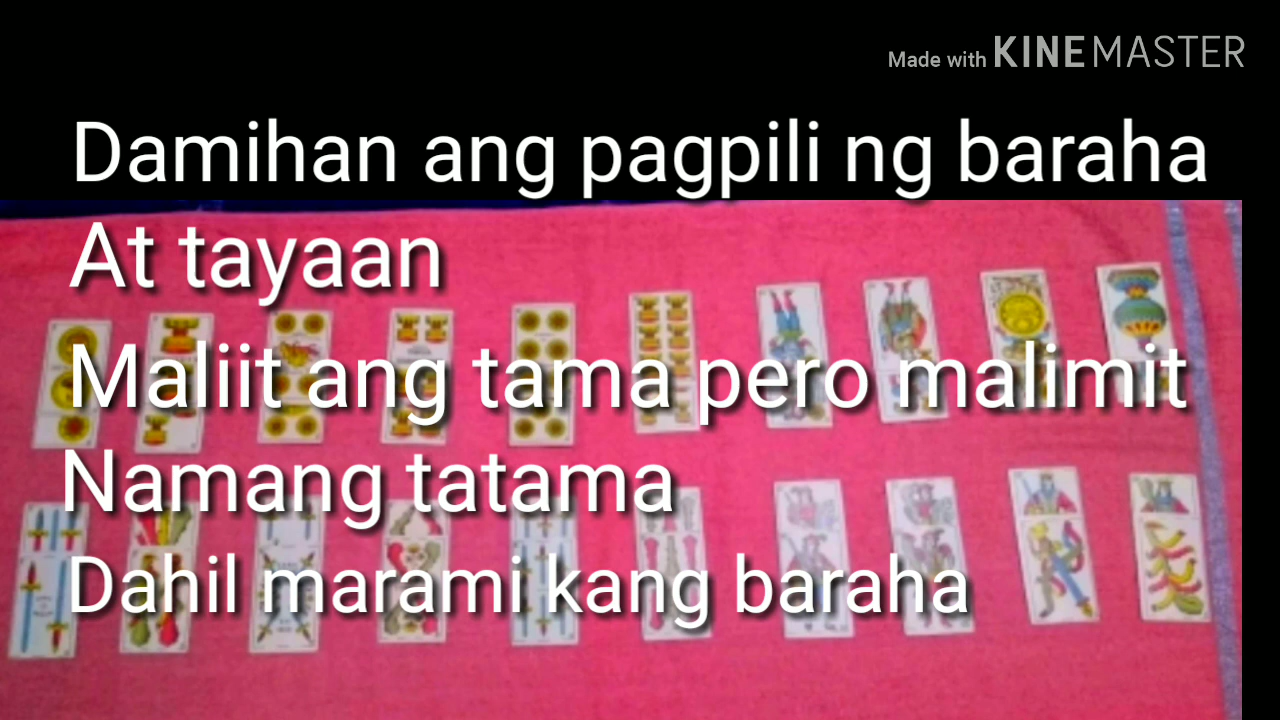 Made with KINEMASTER
Damihan ang pagpili ng baraha
At tayaan
Maliit ang tama pero malimit
Namang tatama
Dahil marami kang baraha